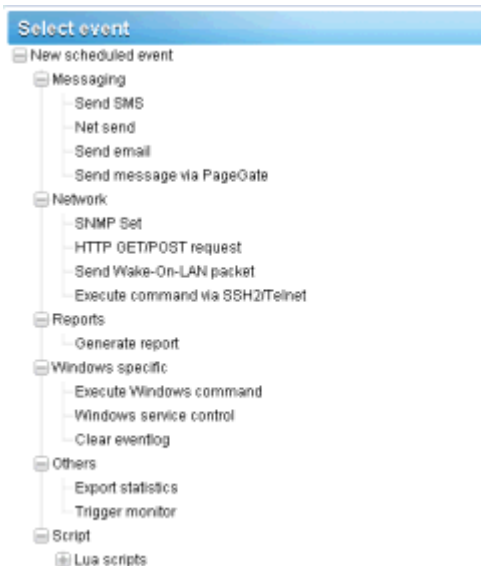 Select event
New scheduled event
Messaging
Send SMS
Net send
Send email
Send message via PageGate
Network
SNMP Set
HTTP GET/POST request
Send Wake-On-LAN packet
Execute command via SSH2/Telnet
Reports
Generate report
Windows specific
Execute Windows command
Windows service control
Clear eventlog
Others
Export statistics
Trigger monitor
Script
Lua scripts